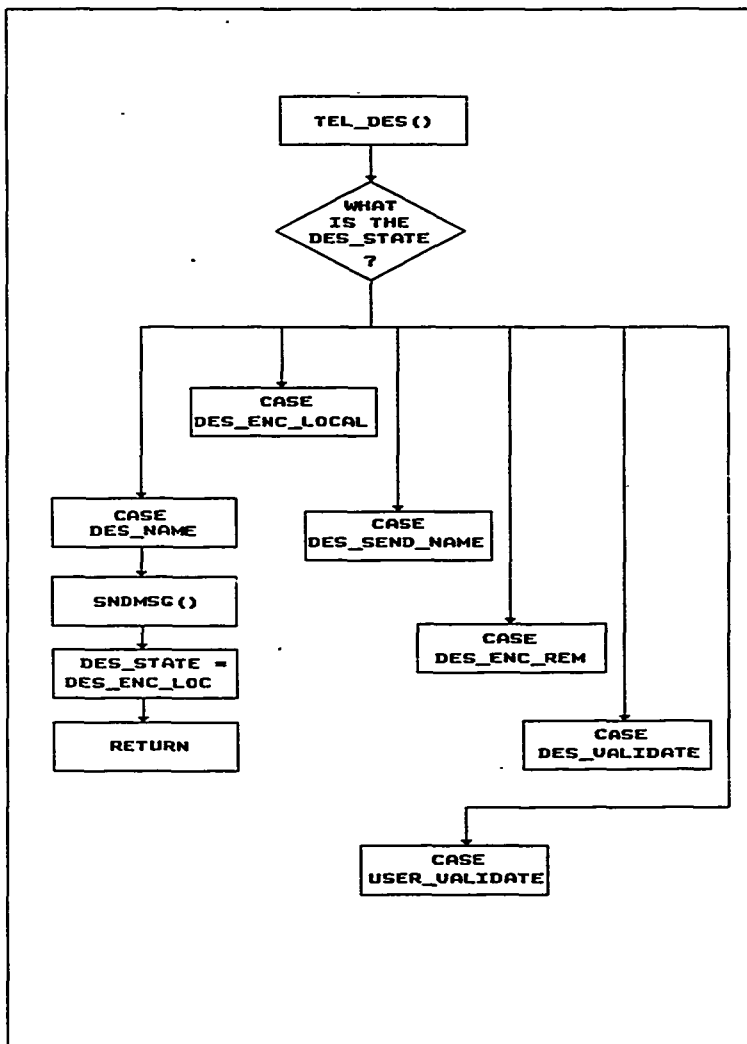 TEL_DES()
WHAT
IS THE
DES_STATE
?
CASE
DES_ENC_LOCAL
CASE
DES_NAME
CASE
DES_SEND_NAME
SNDMSG()
CASE
DES_ENC_REM
DES_STATE =
DES_ENC_LOC
RETURN
CASE
DES_VALIDATE
CASE
USER_VALIDATE